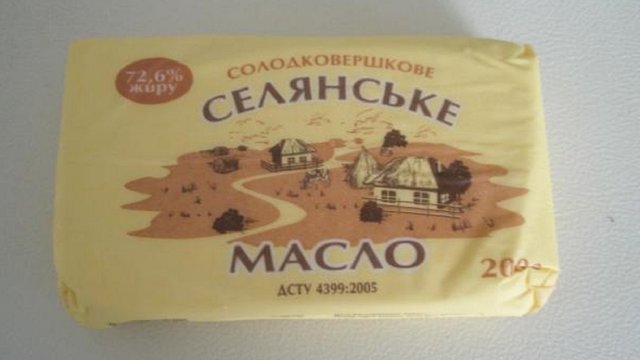 72,6%
жиру
СОЛОДКОВЕРШКОВЕ
СЕЛЯНСЬКЕ
МАСЛО
ДСТУ 4399:2005